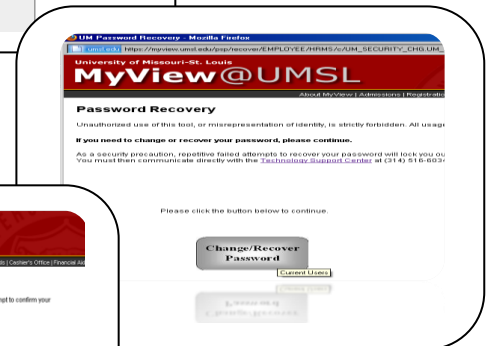 UM Password Recovery - Mozilla Firefox
umsl.edu https://myview.umsl.edu/psp/recover/EMPLOYEE/HRMS/c/UM_SECURITY_CHG.UM_
University of Missouri-St. Louis
MyView@UMSL
About MyView | Admissions | Registratio
Password Recovery
Unauthorized use of this tool, or misrepresentation of identity, is strictly forbidden. All usage
If you need to change or recover your password, please continue.
As a security precaution, repetitive failed attempts to recover your password will lock you ou
You must then communicate directly with the Technology Support Center at (314) 516-603
Please click the button below to continue.
Change/Recover
Password
Current Users
| Cashier's Office | Financial Aid
pt to confirm your